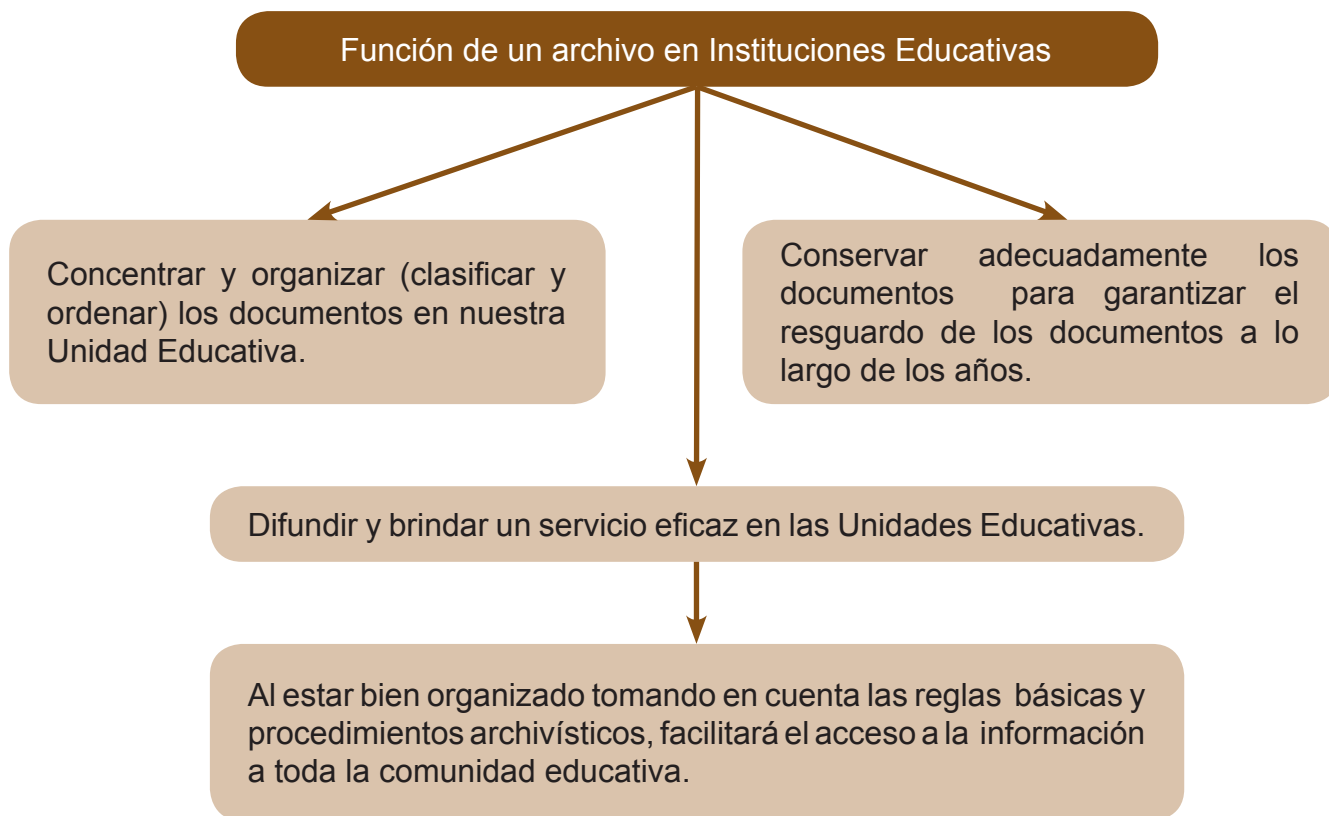 Función de un archivo en Instituciones Educativas
Concentrar y organizar (clasificar y
ordenar) los documentos en nuestra
Unidad Educativa.
Conservar adecuadamente los
documentos para garantizar el
resguardo de los documentos a lo
largo de los años.
Difundir y brindar un servicio eficaz en las Unidades Educativas.
Al estar bien organizado tomando en cuenta las reglas básicas y
procedimientos archivísticos, facilitará el acceso a la información
a toda la comunidad educativa.